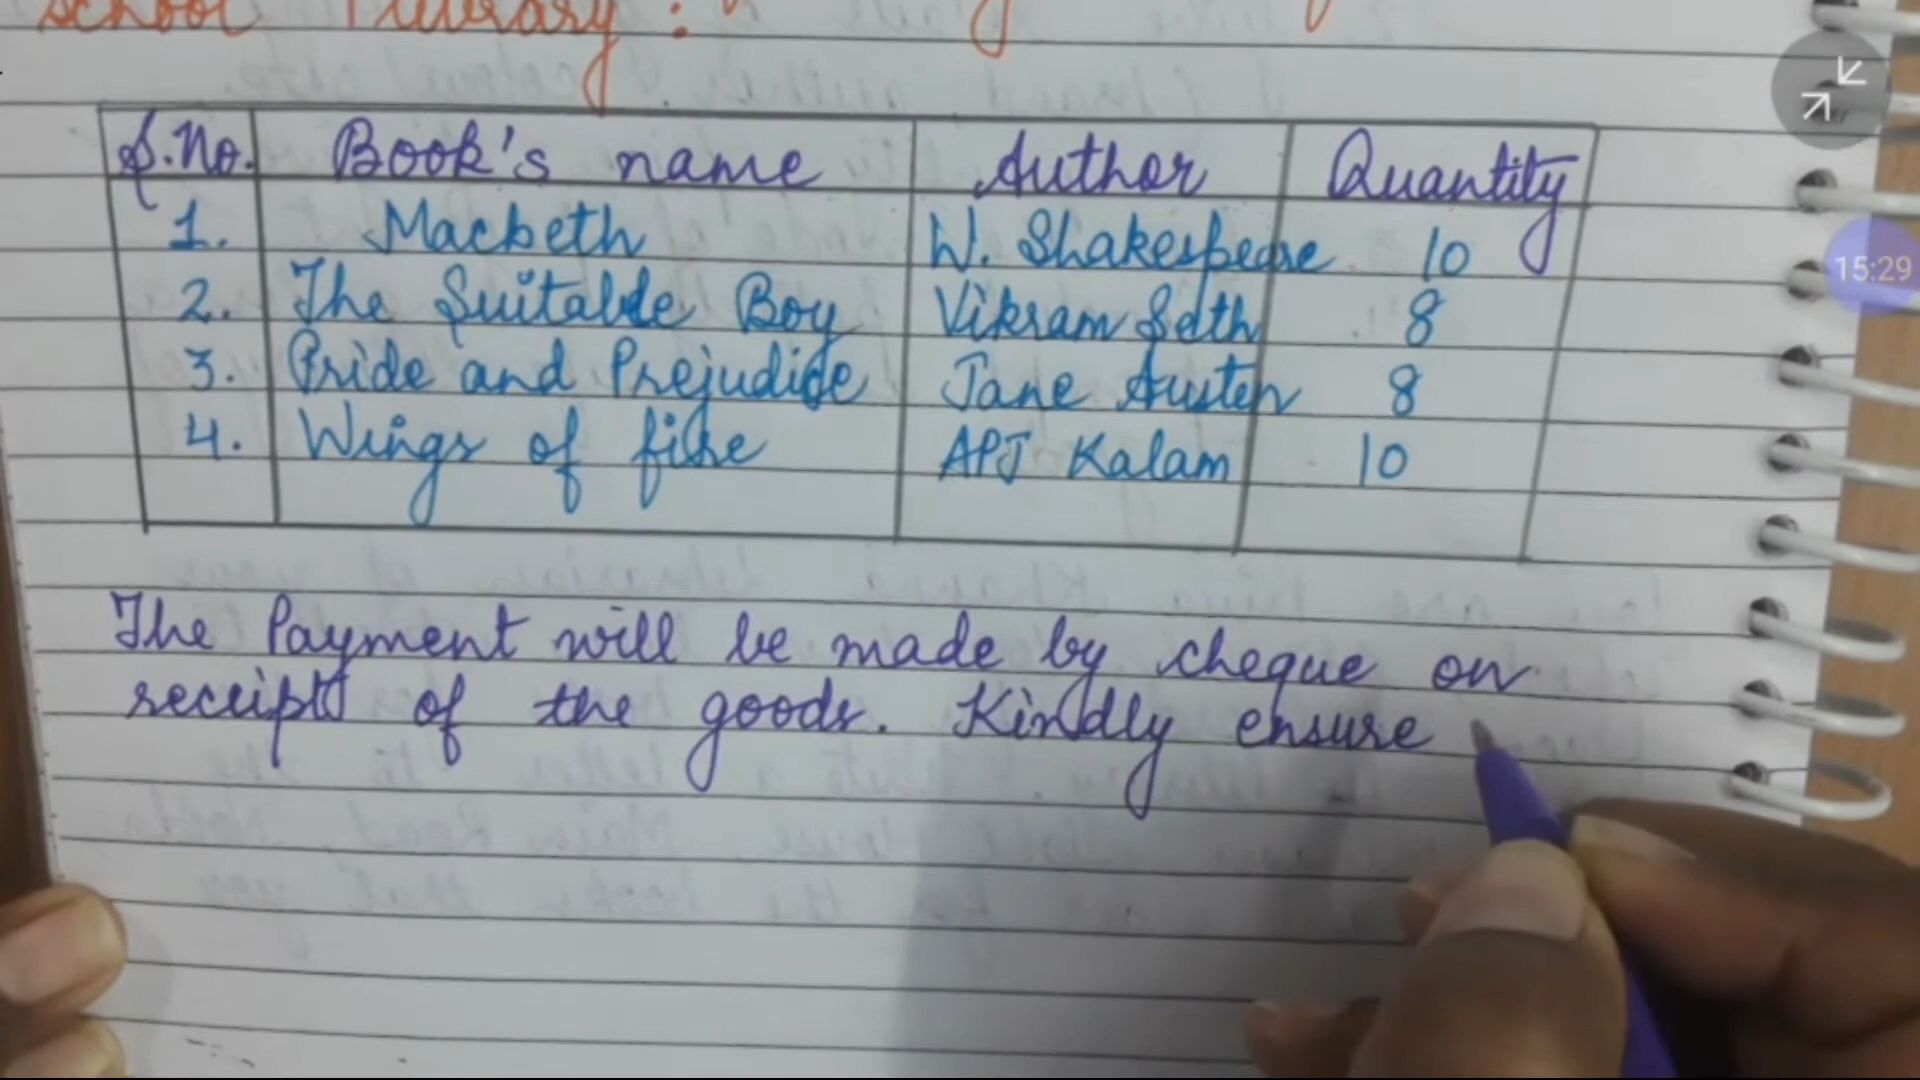 school library :
S.No. Book's name Author Quantity
1. Macbeth W. Shakespeare 10
2. The Suitable Boy Vikram Seth 8
3. Pride and Prejudice Jane Austen 8
4. Wings of fire APJ Kalam 10
The Payment will be made by cheque on
receipt of the goods. Kindly ensure
15:29